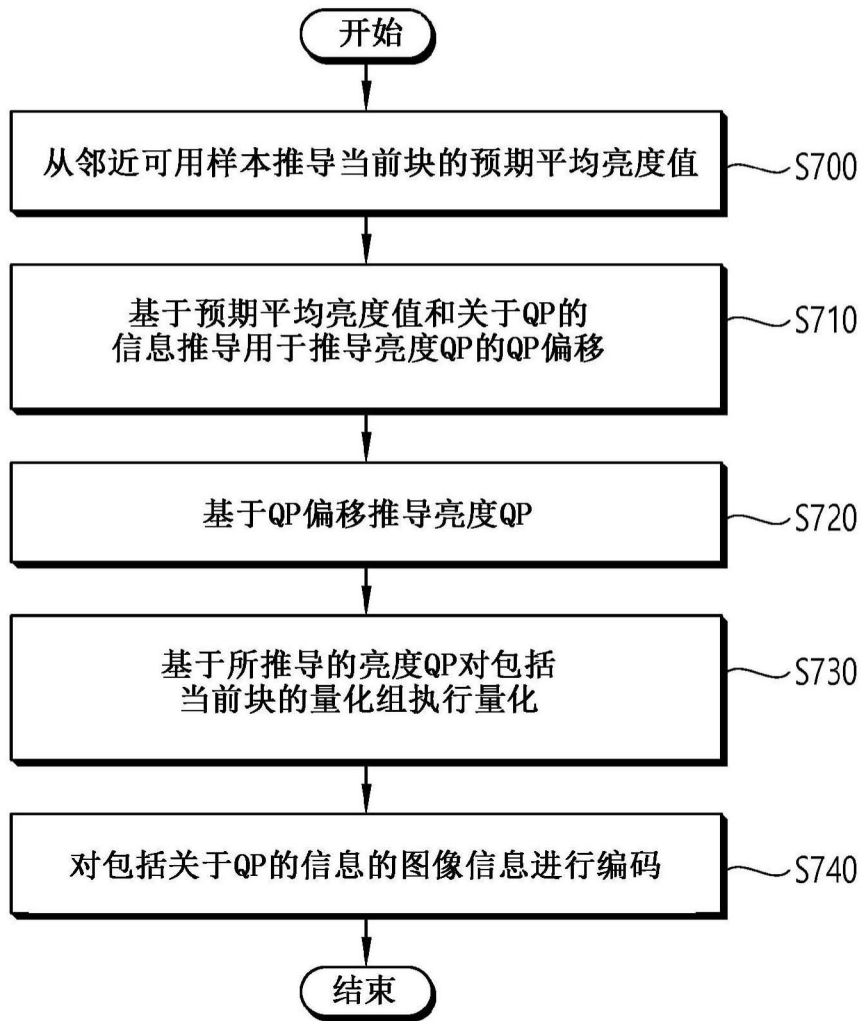 开始
从邻近可用样本推导当前块的预期平均亮度值
S700
基于预期平均亮度值和关于QP的
信息推导用于推导亮度QP的QP偏移
S710
基于QP偏移推导亮度QP
S720
基于所推导的亮度QP对包括
当前块的量化组执行量化
S730
对包括关于QP的信息的图像信息进行编码
S740
结束